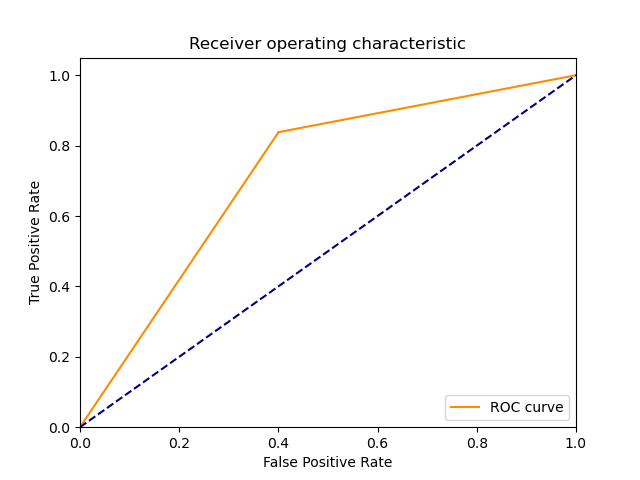 Receiver operating characteristic
True Positive Rate
1.0
0.8
0.6
0.4
0.2
0.0
0.0 0.2 0.4 0.6 0.8 1.0
False Positive Rate
ROC curve